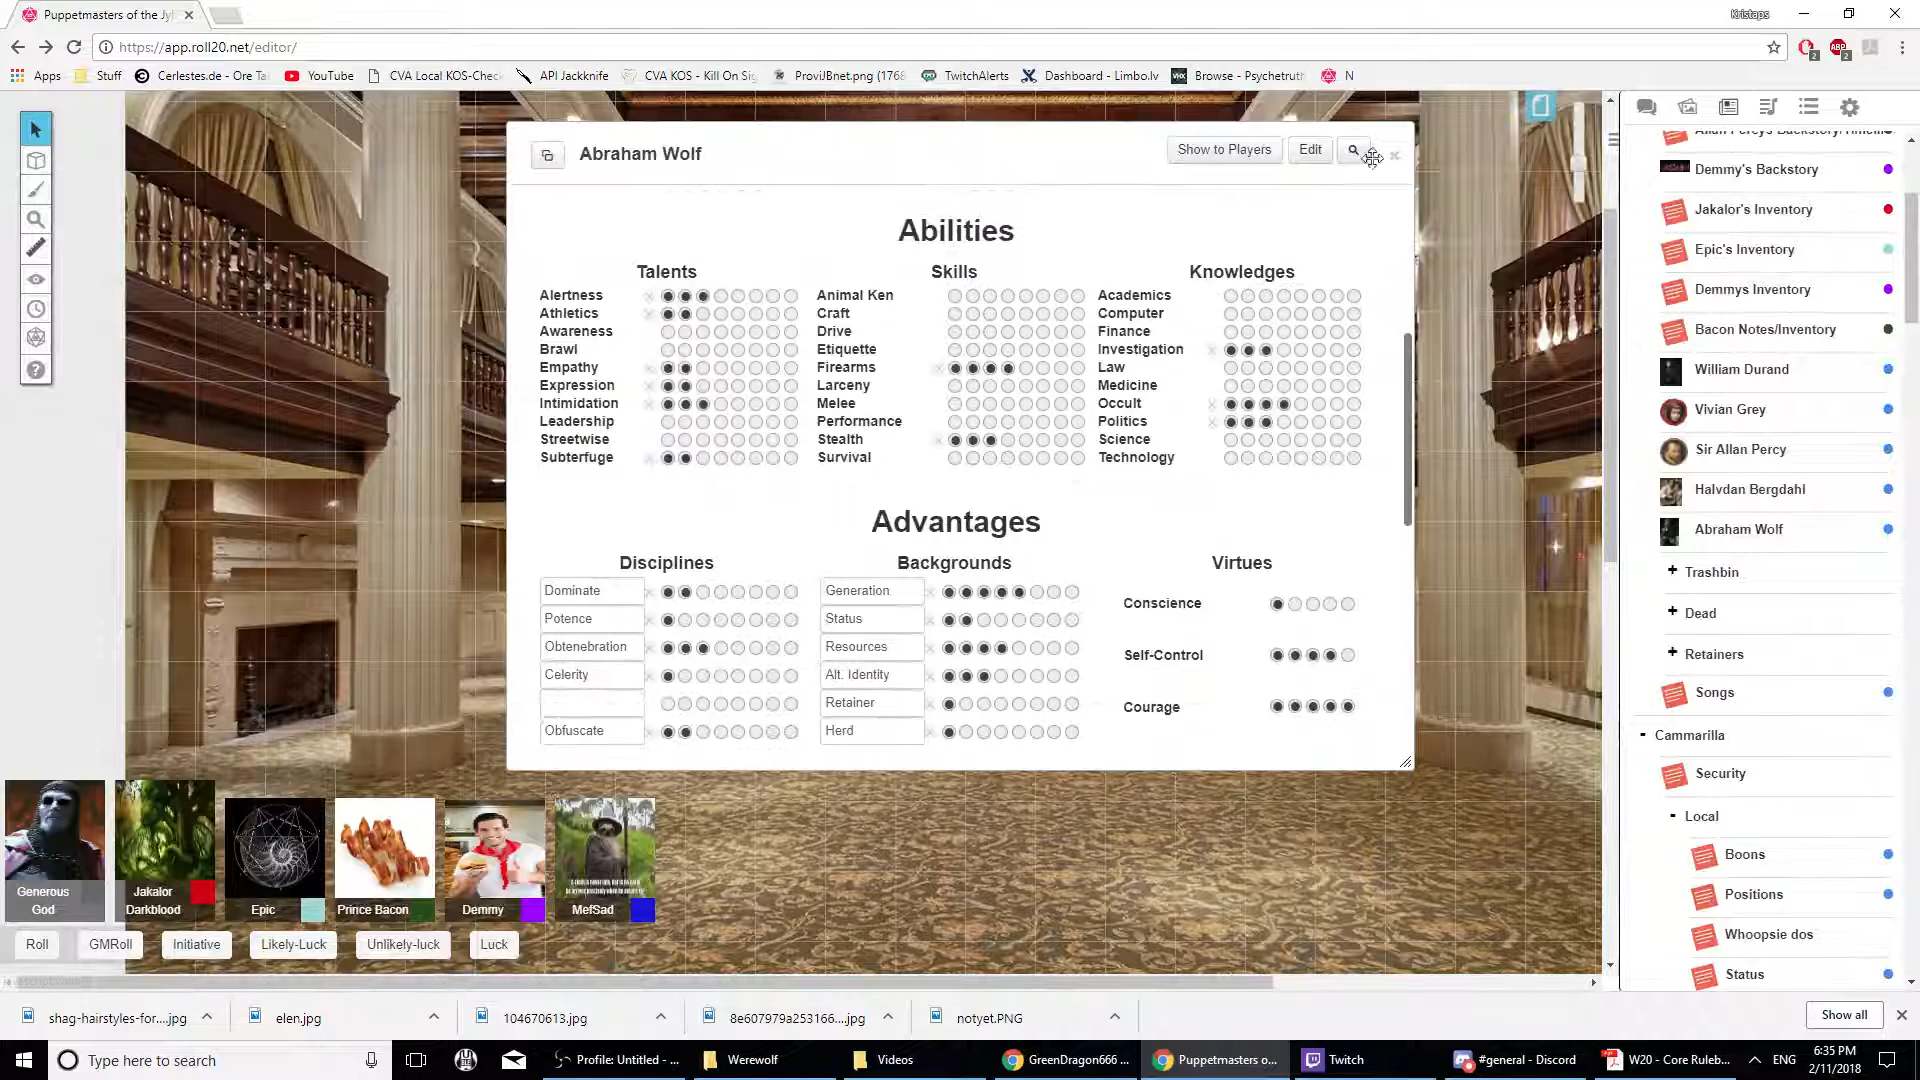 Puppetmasters of the Jyl
Kristaps
https://app.roll20.net/editor/
2 2
Apps Stuff Cerlestes.de - Ore Ta YouTube CVA Local KOS-Chec API Jackknife CVA KOS - Kill On Sig ProviJBnet.png (1768 TwitchAlerts Dashboard - Limbo.lv VHX Browse - Psychetruth N
Abraham Wolf Show to Players Edit
Abilities
Talents Skills Knowledges
Alertness Animal Ken Academics
Athletics Craft Computer
Awareness Drive Finance
Brawl Etiquette Investigation
Empathy Firearms Law
Expression Larceny Medicine
Intimidation Melee Occult
Leadership Performance Politics
Streetwise Stealth Science
Subterfuge Survival Technology
Advantages
Disciplines Backgrounds Virtues
Dominate Generation
Conscience
Potence Status
Obtenebration Resources
Self-Control
Celerity Alt. Identity
Retainer
Courage
Obfuscate Herd
Demmy's Backstory
Jakalor's Inventory
Epic's Inventory
Demmys Inventory
Bacon Notes/Inventory
William Durand
Vivian Grey
Sir Allan Percy
Halvdan Bergdahl
Abraham Wolf
+ Trashbin
+ Dead
+ Retainers
Songs
- Cammarilla
Security
- Local
Boons
Positions
Whoopsie dos
Status
Generous God
Jakalor Darkblood
Epic
Prince Bacon
Demmy
MefSad
Roll GMRoll Initiative Likely-Luck Unlikely-luck Luck
shag-hairstyles-for....jpg elen.jpg 104670613.jpg 8e607979a253166....jpg notyet.PNG Show all
Type here to search Profile: Untitled - ... Werewolf Videos GreenDragon666 ... Puppetmasters o... Twitch #general - Discord W20 - Core Ruleb... ENG 6:35 PM
2/11/2018